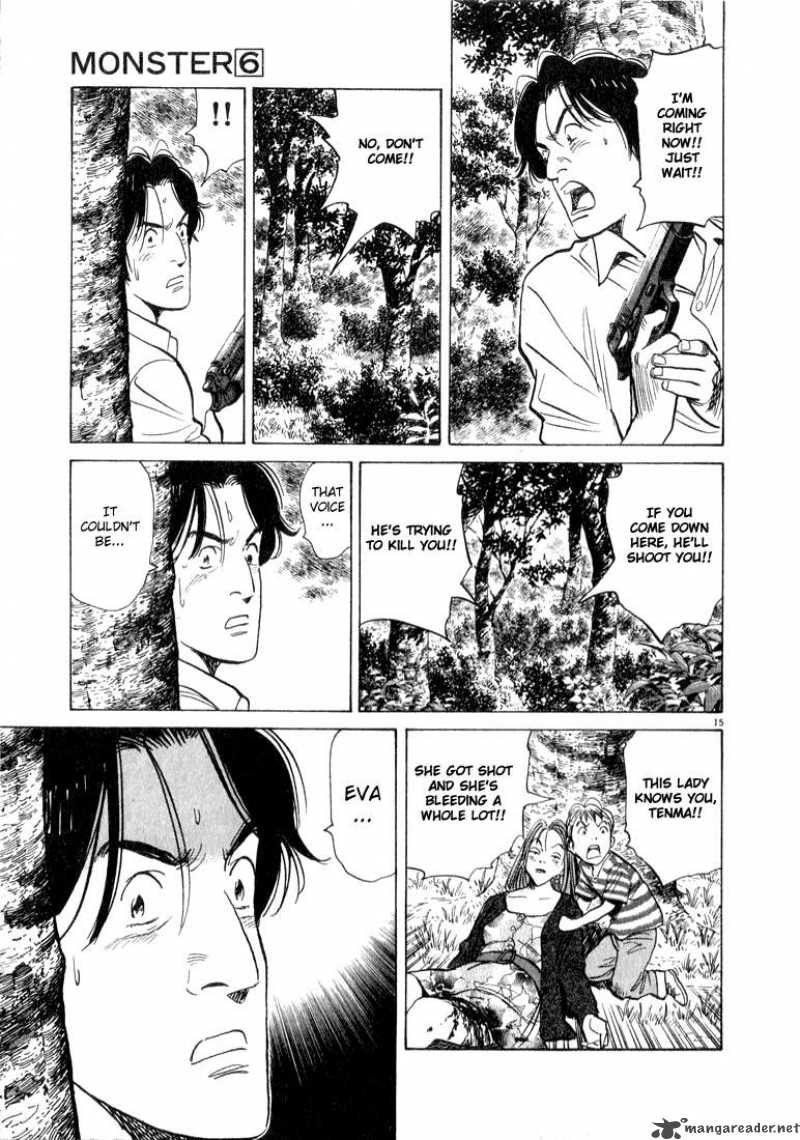 MONSTER 6
I'M
COMING
RIGHT
NOW!!
JUST
WAIT!!
NO, DON'T
COME!!
!!
IF YOU
COME DOWN
HERE, HE'LL
SHOOT YOU!!
HE'S TRYING
TO KILL YOU!!
THAT
VOICE
...
IT
COULDN'T
BE...
15
THIS LADY
KNOWS YOU,
TENMA!
SHE GOT SHOT
AND SHE'S
BLEEDING A
WHOLE LOT!!
EVA
...
mangareader.net